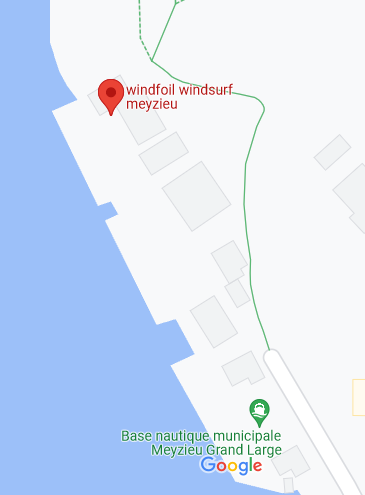 windfoil windsurf
meyzieu
Base nautique municipale
Meyzieu Grand Large
Google